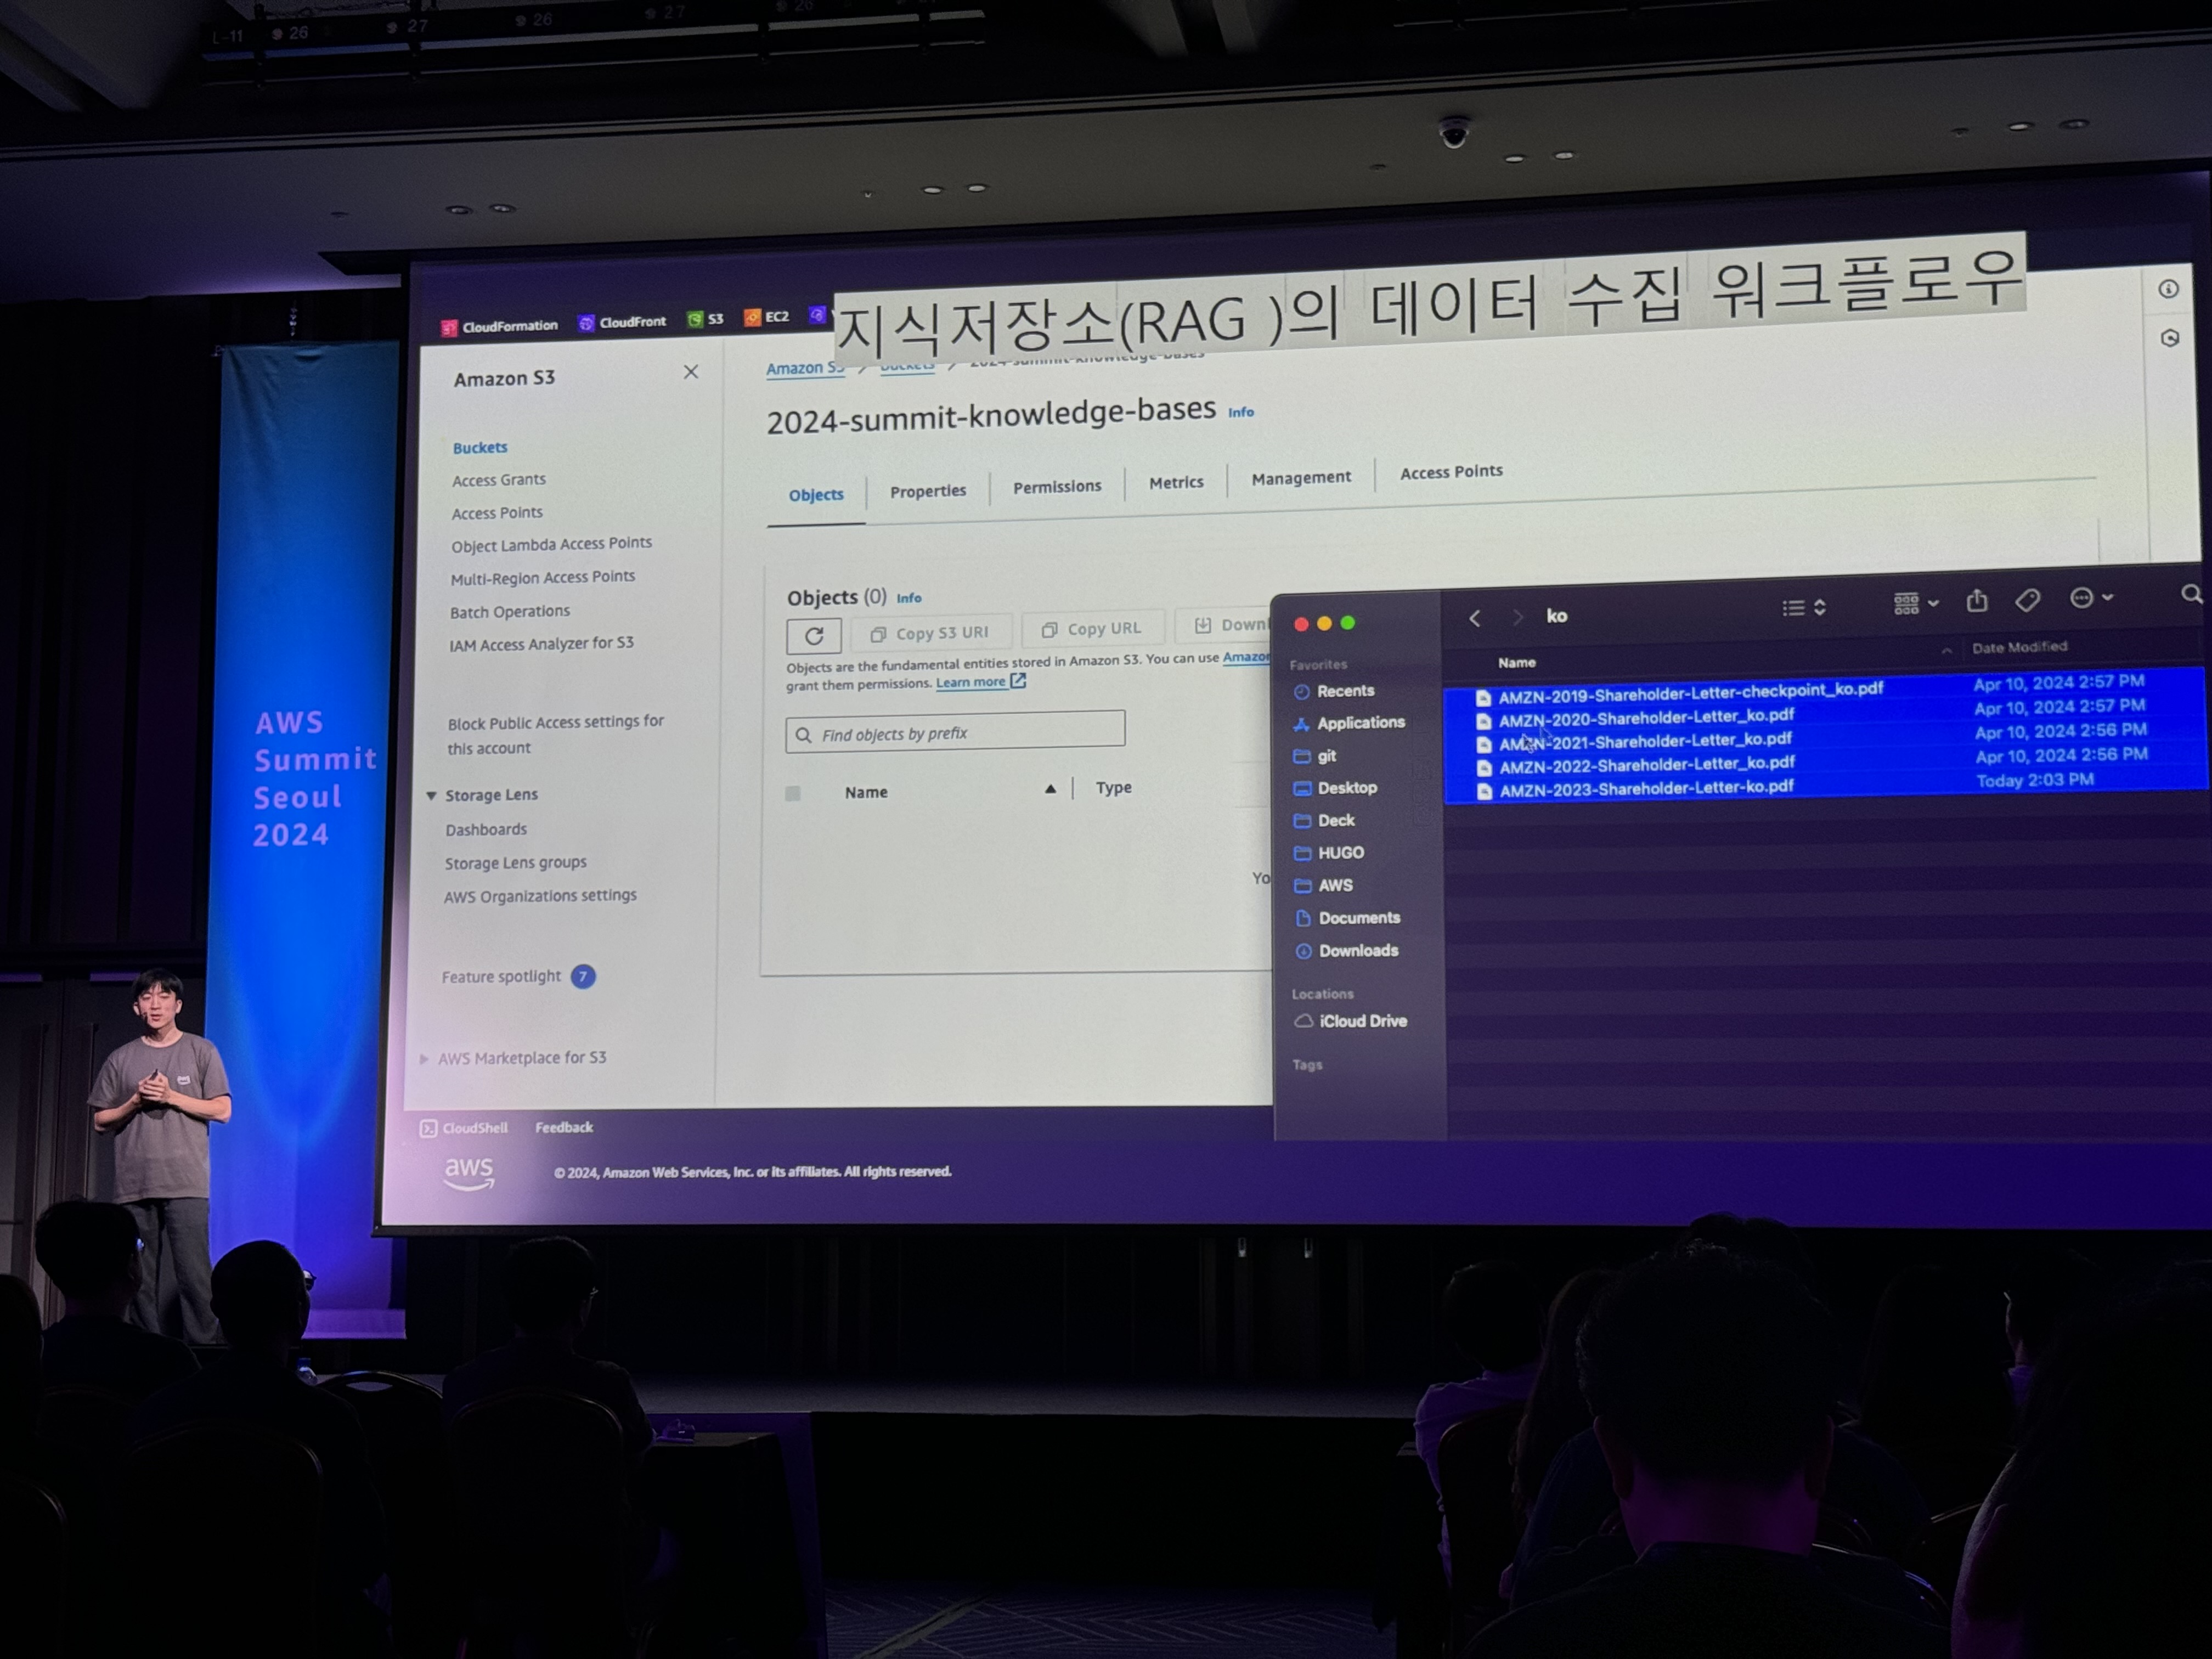 L-11 26 27 26 27 26
지식저장소(RAG )의 데이터 수집 워크플로우
CloudFormation CloudFront S3 EC2
Amazon S3
Buckets
Access Grants
Access Points
Object Lambda Access Points
Multi-Region Access Points
Batch Operations
IAM Access Analyzer for S3
Block Public Access settings for
this account
Storage Lens
Dashboards
Storage Lens groups
AWS Organizations settings
Feature spotlight 7
AWS Marketplace for S3
Amazon S3 Buckets 2024-summit-knowledge-bases
2024-summit-knowledge-bases Info
Objects Properties Permissions Metrics Management Access Points
Objects (0) Info
Copy S3 URI Copy URL Downl
Objects are the fundamental entities stored in Amazon S3. You can use Amazon
grant them permissions. Learn more
Find objects by prefix
Name Type
Yo
ko
Name Date Modified
AMZN-2019-Shareholder-Letter-checkpoint_ko.pdf Apr 10, 2024 2:57 PM
AMZN-2020-Shareholder-Letter_ko.pdf Apr 10, 2024 2:57 PM
AMZN-2021-Shareholder-Letter_ko.pdf Apr 10, 2024 2:56 PM
AMZN-2022-Shareholder-Letter_ko.pdf Apr 10, 2024 2:56 PM
AMZN-2023-Shareholder-Letter-ko.pdf Today 2:03 PM
Favorites
Recents
Applications
git
Desktop
Deck
HUGO
AWS
Documents
Downloads
Locations
iCloud Drive
Tags
CloudShell Feedback
aws © 2024, Amazon Web Services, Inc. or its affiliates. All rights reserved.
AWS
Summit
Seoul
2024